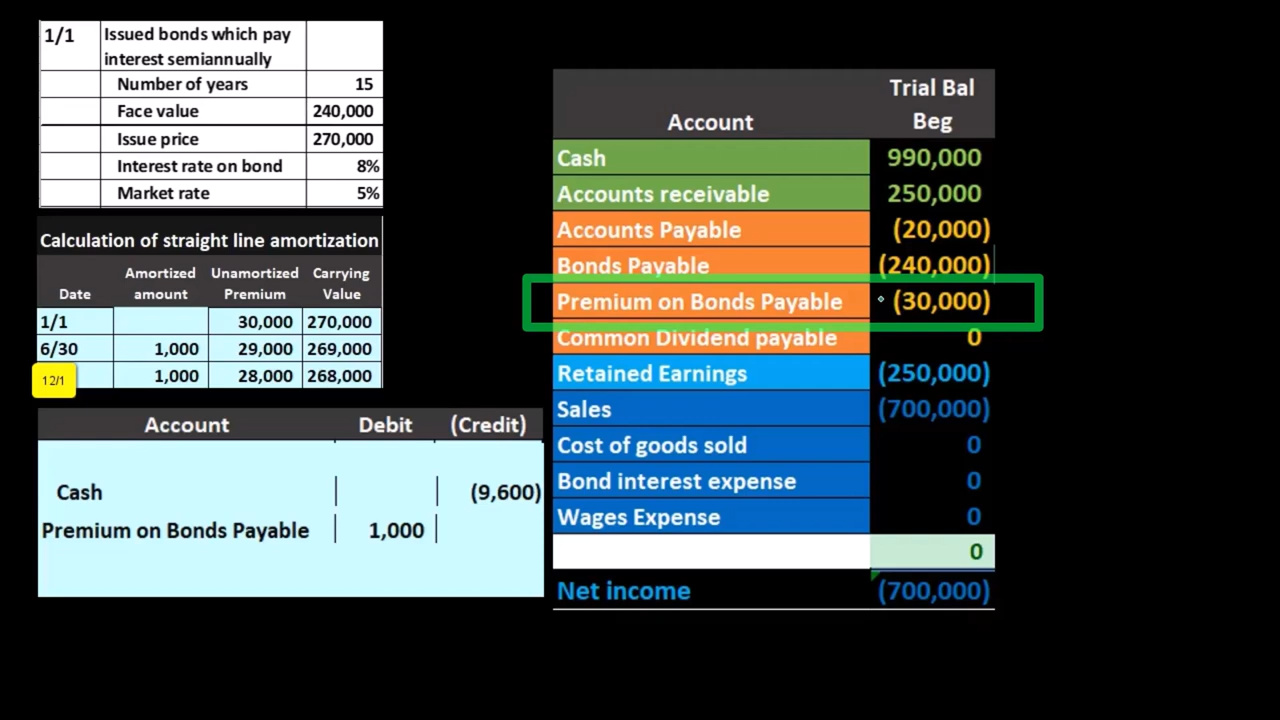 1/1 Issued bonds which pay
interest semiannually
Number of years 15
Face value 240,000
Issue price 270,000
Interest rate on bond 8%
Market rate 5%
Calculation of straight line amortization
Amortized Unamortized Carrying
Date amount Premium Value
1/1 30,000 270,000
6/30 1,000 29,000 269,000
12/1 1,000 28,000 268,000
Account Debit (Credit)
Cash (9,600)
Premium on Bonds Payable 1,000
Trial Bal
Account Beg
Cash 990,000
Accounts receivable 250,000
Accounts Payable (20,000)
Bonds Payable (240,000)
Premium on Bonds Payable (30,000)
Common Dividend payable 0
Retained Earnings (250,000)
Sales (700,000)
Cost of goods sold 0
Bond interest expense 0
Wages Expense 0
0
Net income (700,000)